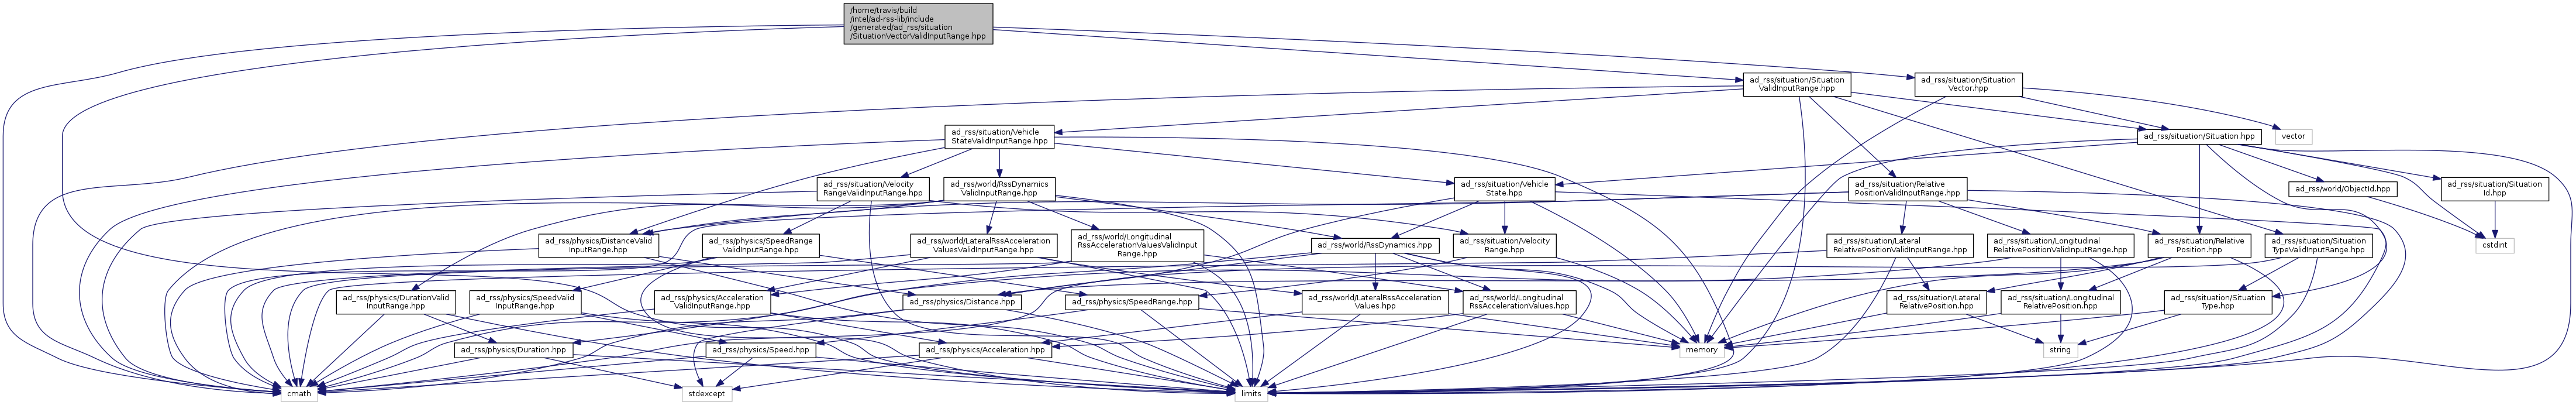 /home/travis/build
/intel/ad-rss-lib/include
/generated/ad_rss/situation
/SituationVectorValidInputRange.hpp
ad_rss/situation/Situation
ValidInputRange.hpp
ad_rss/situation/Situation
Vector.hpp
ad_rss/situation/Vehicle
StateValidInputRange.hpp
ad_rss/situation/Situation.hpp
vector
ad_rss/situation/Velocity
RangeValidInputRange.hpp
ad_rss/world/RssDynamics
ValidInputRange.hpp
ad_rss/situation/Vehicle
State.hpp
ad_rss/situation/Relative
PositionValidInputRange.hpp
ad_rss/world/ObjectId.hpp
ad_rss/situation/Situation
Id.hpp
ad_rss/physics/DistanceValid
InputRange.hpp
ad_rss/physics/SpeedRange
ValidInputRange.hpp
ad_rss/world/LateralRssAcceleration
ValuesValidInputRange.hpp
ad_rss/world/Longitudinal
RssAccelerationValuesValidInput
Range.hpp
ad_rss/world/RssDynamics.hpp
ad_rss/situation/Velocity
Range.hpp
ad_rss/situation/Lateral
RelativePositionValidInputRange.hpp
ad_rss/situation/Longitudinal
RelativePositionValidInputRange.hpp
ad_rss/situation/Relative
Position.hpp
ad_rss/situation/Situation
TypeValidInputRange.hpp
cstdint
ad_rss/physics/DurationValid
InputRange.hpp
ad_rss/physics/SpeedValid
InputRange.hpp
ad_rss/physics/Acceleration
ValidInputRange.hpp
ad_rss/physics/Distance.hpp
ad_rss/physics/SpeedRange.hpp
ad_rss/world/LateralRssAcceleration
Values.hpp
ad_rss/world/Longitudinal
RssAccelerationValues.hpp
ad_rss/situation/Lateral
RelativePosition.hpp
ad_rss/situation/Longitudinal
RelativePosition.hpp
ad_rss/situation/Situation
Type.hpp
ad_rss/physics/Duration.hpp
ad_rss/physics/Speed.hpp
ad_rss/physics/Acceleration.hpp
memory
string
cmath
stdexcept
limits